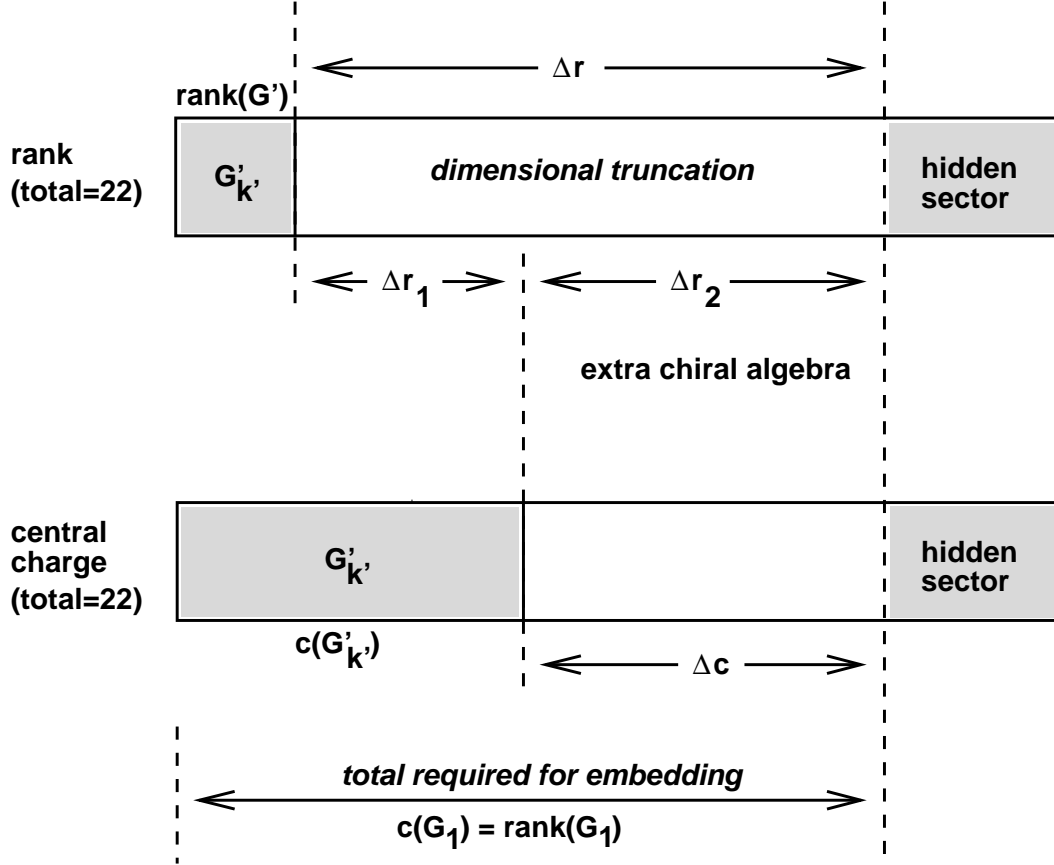 Δr
rank(G')
rank
(total=22)
G'k'
dimensional truncation
hidden
sector
Δr1
Δr2
extra chiral algebra
central
charge
(total=22)
G'k'
hidden
sector
c(G'k')
Δc
total required for embedding
c(G1) = rank(G1)